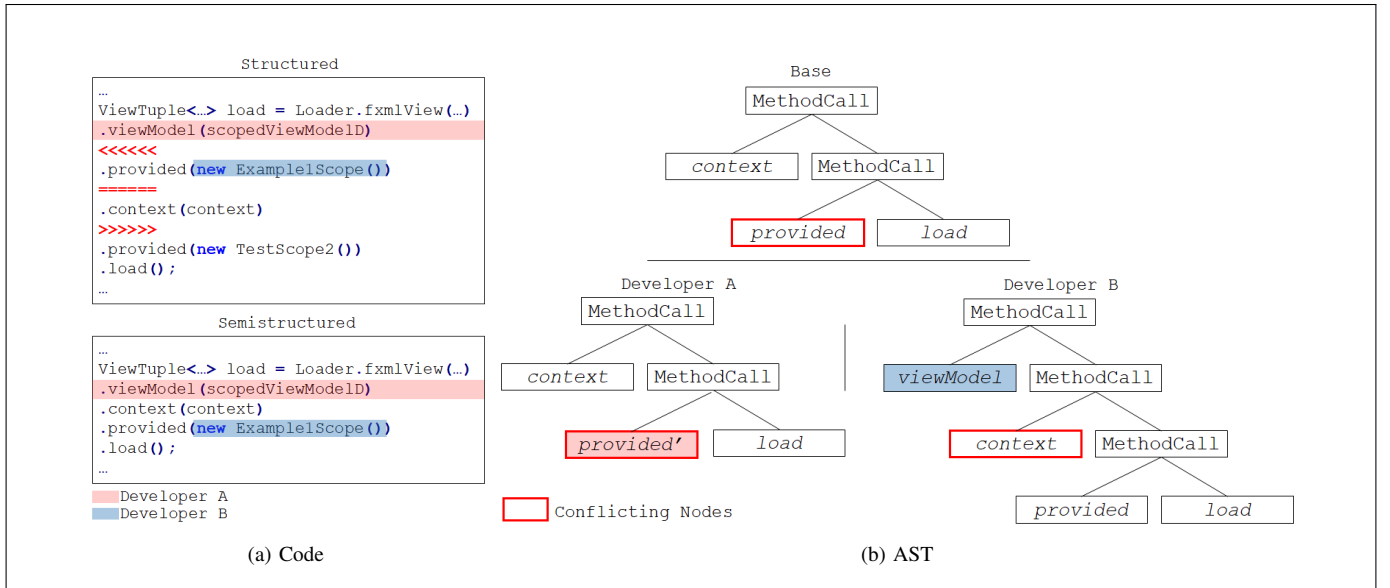 Structured
…
ViewTuple<…> load = Loader.fxmlView(…)
.viewModel(scopedViewModelD)
<<<<<<
.provided(new Example1Scope())
======
.context(context)
>>>>>>
.provided(new TestScope2())
.load();
…
Semistructured
…
ViewTuple<…> load = Loader.fxmlView(…)
.viewModel(scopedViewModelD)
.context(context)
.provided(new Example1Scope())
.load();
…
Developer A
Developer B
(a) Code
Base
MethodCall
context MethodCall
provided load
Developer A
MethodCall
context MethodCall
provided' load
Developer B
MethodCall
viewModel MethodCall
context MethodCall
provided load
Conflicting Nodes
(b) AST